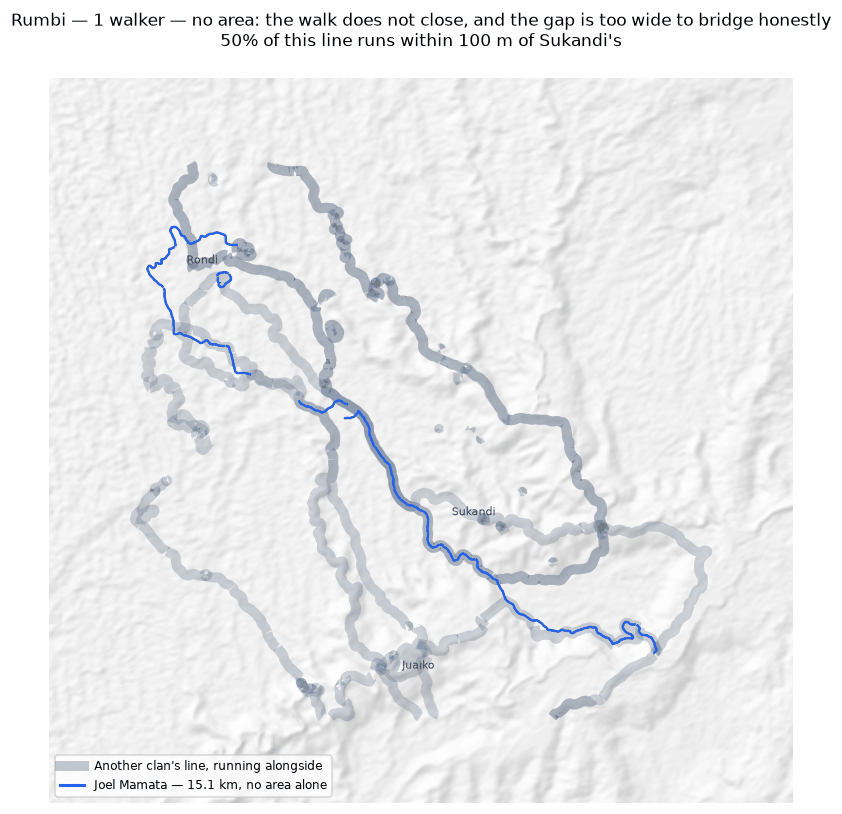 Rumbi — 1 walker — no area: the walk does not close, and the gap is too wide to bridge honestly
50% of this line runs within 100 m of Sukandi's
Rondi
Sukandi
Juaiko
Another clan's line, running alongside
Joel Mamata — 15.1 km, no area alone